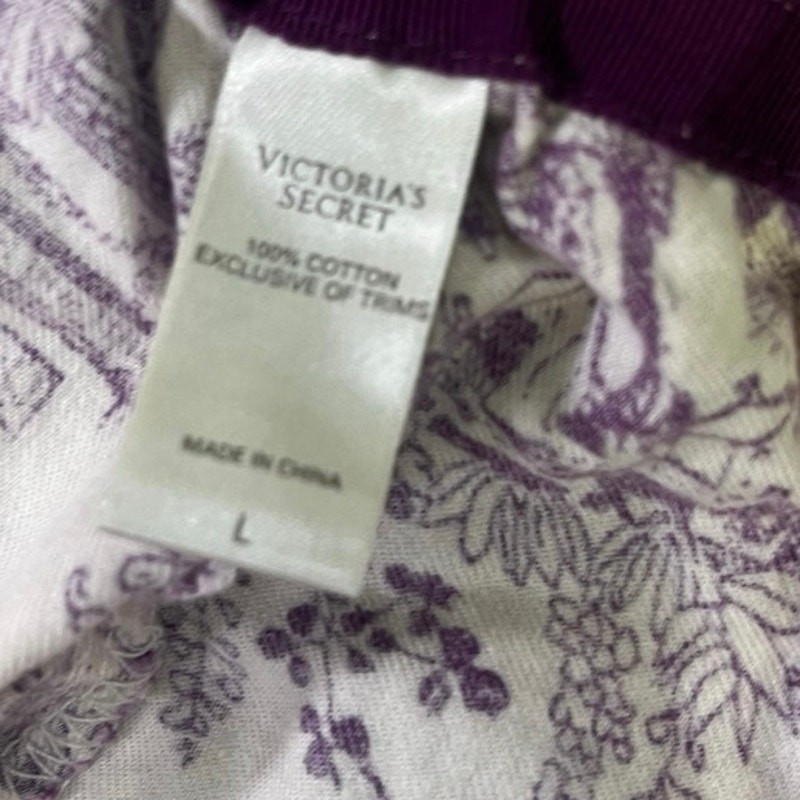 VICTORIA'S
SECRET
100% COTTON
EXCLUSIVE OF TRIMS
MADE IN CHINA
L